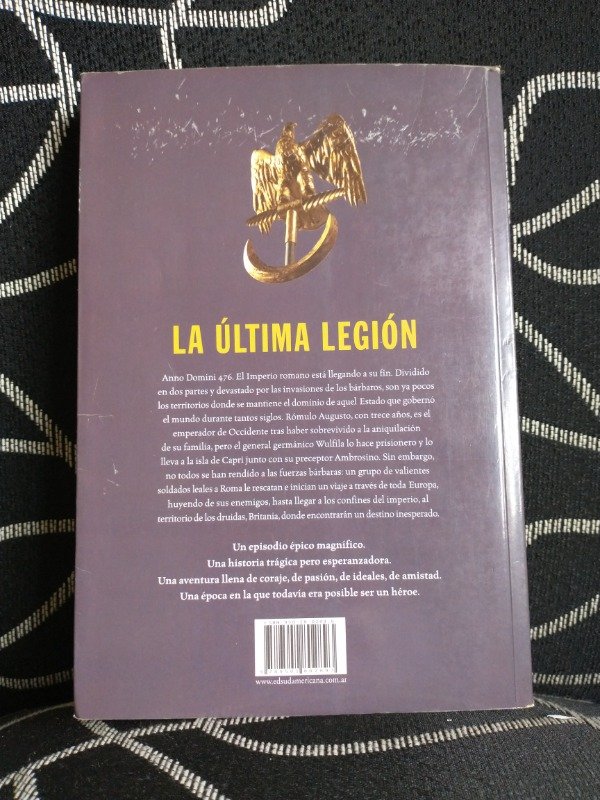 LA ÚLTIMA LEGIÓN
Anno Domini 476. El Imperio romano está llegando a su fin. Dividido
en dos partes y devastado por las invasiones de los bárbaros, son ya pocos
los territorios donde se mantiene el dominio de aquel Estado que gobernó
el mundo durante tantos siglos. Rómulo Augusto, con trece años, es el
emperador de Occidente tras haber sobrevivido a la aniquilación
de su familia, pero el general germánico Wulfila lo hace prisionero y lo
lleva a la isla de Capri junto con su preceptor Ambrosino. Sin embargo,
no todos se han rendido a las fuerzas bárbaras: un grupo de valientes
soldados leales a Roma le rescatan e inician un viaje a través de toda Europa,
huyendo de sus enemigos, hasta llegar a los confines del imperio, al
territorio de los druidas, Britania, donde encontrarán un destino inesperado.
Un episodio épico magnífico.
Una historia trágica pero esperanzadora.
Una aventura llena de coraje, de pasión, de ideales, de amistad.
Una época en la que todavía era posible ser un héroe.
www.edsudamericana.com.ar